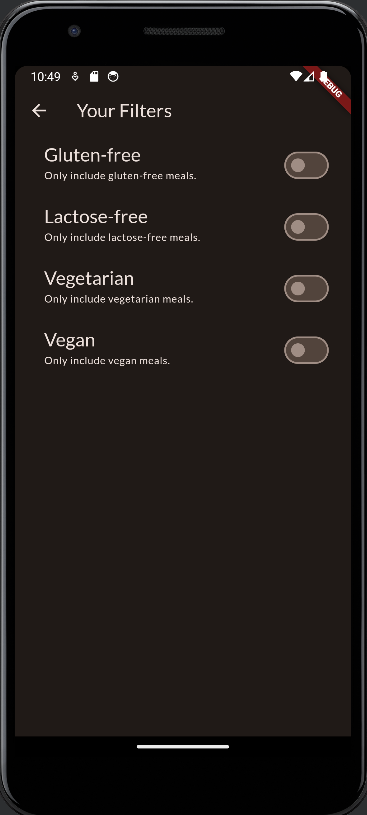 10:49
DEBUG
Your Filters
Gluten-free
Only include gluten-free meals.
Lactose-free
Only include lactose-free meals.
Vegetarian
Only include vegetarian meals.
Vegan
Only include vegan meals.